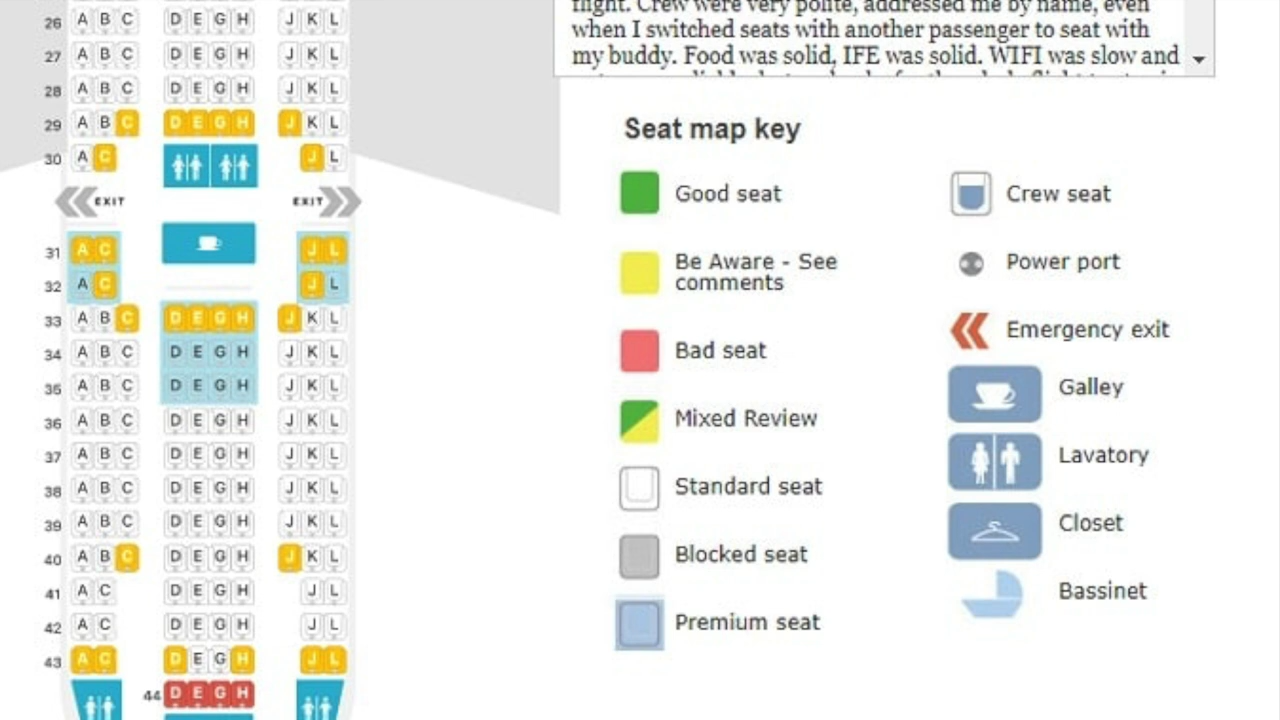 26 A B C D E G H J K L
27 A B C D E G H J K L
28 A B C D E G H J K L
29 A B C D E G H J K L
30 A C J L
EXIT EXIT
31 A C J L
32 A C J L
33 A B C D E G H J K L
34 A B C D E G H J K L
35 A B C D E G H J K L
36 A B C D E G H J K L
37 A B C D E G H J K L
38 A B C D E G H J K L
39 A B C D E G H J K L
40 A B C D E G H J K L
41 A C D E G H J L
42 A C D E G H J L
43 A C D E G H J L
44 D E G H
flight. Crew were very polite, addressed me by name, even
when I switched seats with another passenger to seat with
my buddy. Food was solid, IFE was solid. WIFI was slow and
Seat map key
Good seat
Be Aware - See
comments
Bad seat
Mixed Review
Standard seat
Blocked seat
Premium seat
Crew seat
Power port
Emergency exit
Galley
Lavatory
Closet
Bassinet